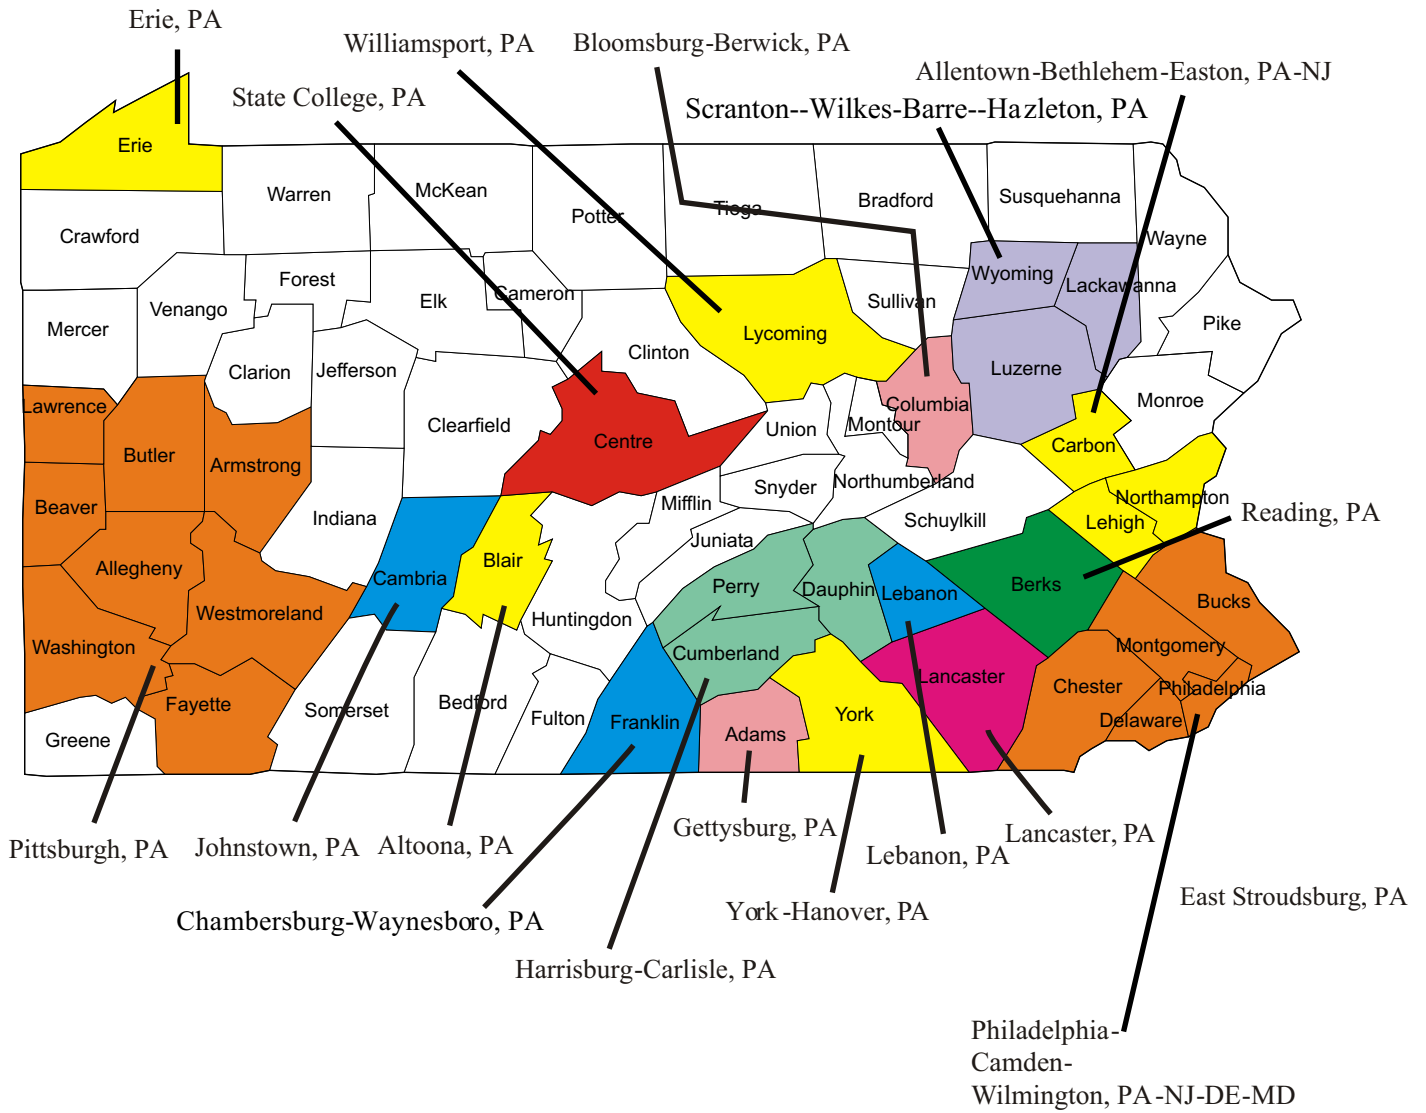 Erie, PA
Williamsport, PA
Bloomsburg-Berwick, PA
Allentown-Bethlehem-Easton, PA-NJ
State College, PA
Scranton--Wilkes-Barre--Hazleton, PA
Erie
Warren
McKean
Potter
Tioga
Bradford
Susquehanna
Wayne
Crawford
Forest
Elk
Cameron
Sullivan
Wyoming
Lackawanna
Venango
Mercer
Pike
Lycoming
Clinton
Luzerne
Clarion
Jefferson
Monroe
Lawrence
Columbia
Montour
Union
Clearfield
Centre
Carbon
Butler
Armstrong
Snyder
Northumberland
Northampton
Mifflin
Beaver
Indiana
Schuylkill
Lehigh
Reading, PA
Juniata
Allegheny
Cambria
Blair
Perry
Dauphin
Lebanon
Berks
Bucks
Westmoreland
Huntingdon
Washington
Cumberland
Montgomery
Lancaster
Chester
Philadelphia
Fayette
Somerset
Bedford
Fulton
Franklin
Adams
York
Delaware
Greene
Pittsburgh, PA
Johnstown, PA
Altoona, PA
Gettysburg, PA
Lebanon, PA
Lancaster, PA
Chambersburg-Waynesboro, PA
York-Hanover, PA
East Stroudsburg, PA
Harrisburg-Carlisle, PA
Philadelphia-
Camden-
Wilmington, PA-NJ-DE-MD